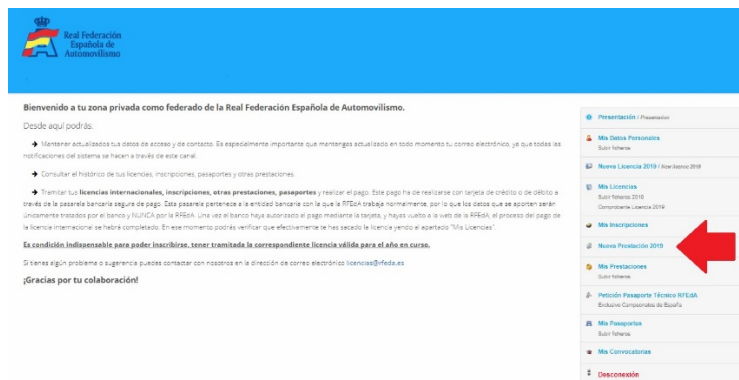 Real Federación
Española de
Automovilismo
Bienvenido a tu zona privada como federado de la Real Federación Española de Automovilismo.
Desde aquí podrás:
➔ Mantener actualizados tus datos de acceso y de contacto. Es especialmente importante que mantengas actualizado en todo momento tu correo electrónico, ya que todas las
notificaciones del sistema se hacen a través de este canal.
➔ Consultar el histórico de tus licencias, inscripciones, pasaportes y otras prestaciones.
➔ Tramitar tus licencias internacionales, inscripciones, otras prestaciones, pasaportes y realizar el pago. Este pago ha de realizarse con tarjeta de crédito o de débito a
través de la pasarela bancaria segura de pago. Esta pasarela pertenece a la entidad bancaria con la que la RFEdA trabaja normalmente, por lo que los datos que se aporten serán
únicamente tratados por el banco y NUNCA por la RFEdA. Una vez el banco haya autorizado el pago mediante la tarjeta, y hayas vuelto a la web de la RFEdA, el proceso del pago de
la licencia internacional se habrá completado. En ese momento podrás verificar que efectivamente te has sacado la licencia yendo al apartado "Mis Licencias".
Es condición indispensable para poder inscribirse, tener tramitada la correspondiente licencia válida para el año en curso.
Si tienes algún problema o sugerencia puedes contactar con nosotros en la dirección de correo electrónico licencias@rfeda.es
¡Gracias por tu colaboración!
Presentación / Presentation
Mis Datos Personales
Subir ficheros
Nueva Licencia 2019 / New licence 2019
Mis Licencias
Subir ficheros 2019
Comprobante Licencia 2019
Mis Inscripciones
Nueva Prestación 2019
Mis Prestaciones
Subir ficheros
Petición Pasaporte Técnico RFEdA
Exclusivo Campeonatos de España
Mis Pasaportes
Subir ficheros
Mis Convocatorias
Desconexión